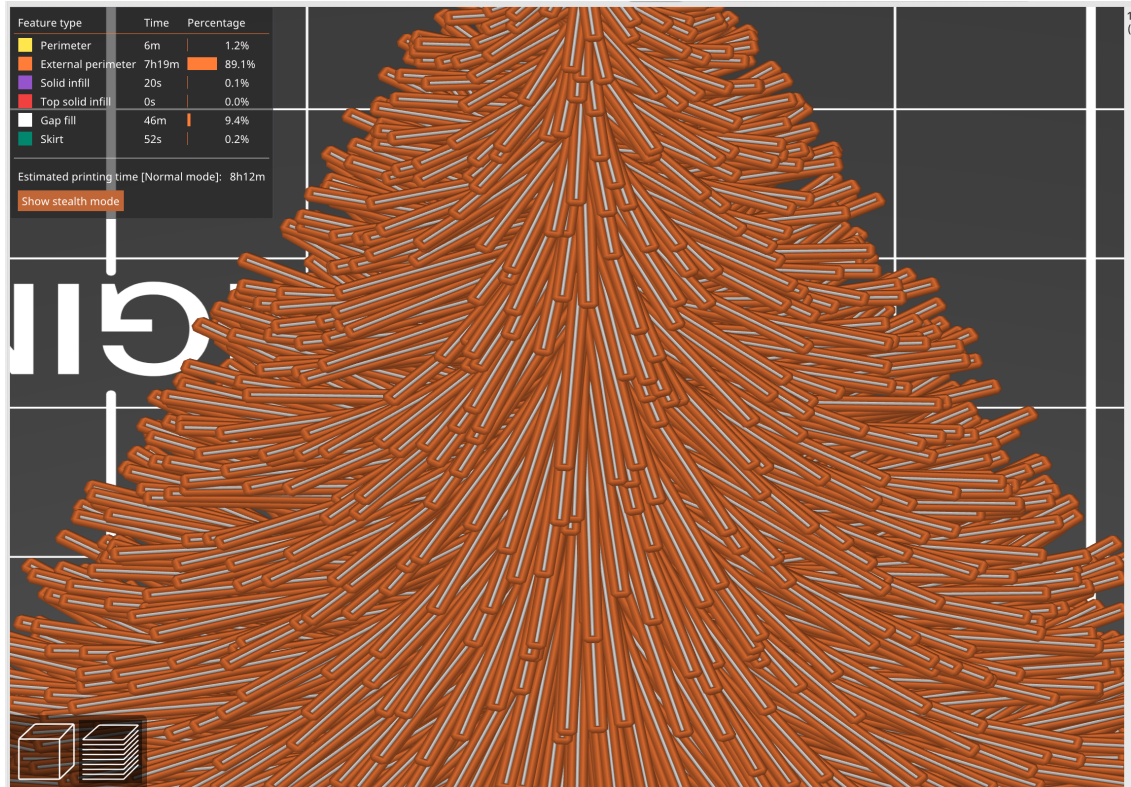 Feature type Time Percentage
Perimeter 6m 1.2%
External perimeter 7h19m 89.1%
Solid infill 20s 0.1%
Top solid infill 0s 0.0%
Gap fill 46m 9.4%
Skirt 52s 0.2%
Estimated printing time [Normal mode]: 8h12m
Show stealth mode